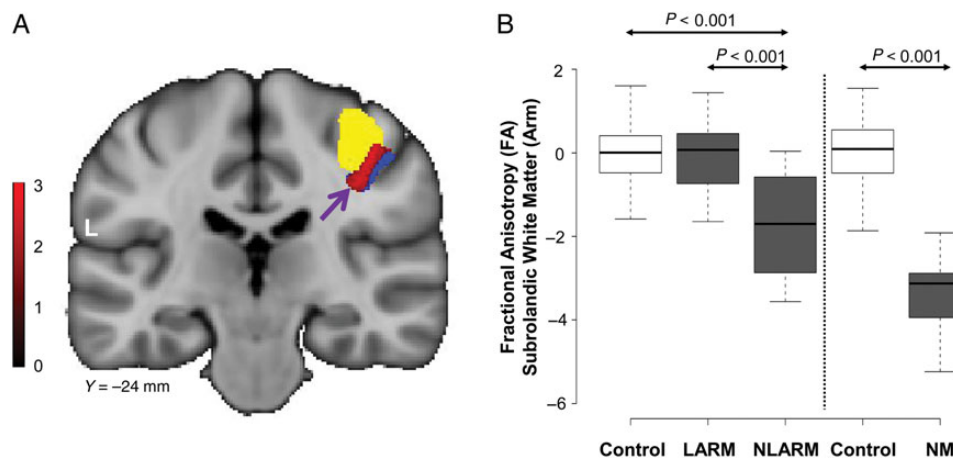 A
3
2
1
0
L
Y = –24 mm
B
P < 0.001
P < 0.001
P < 0.001
Fractional Anisotropy (FA)
Subrolandic White Matter (Arm)
2
0
–2
–4
–6
Control LARM NLARM Control NM